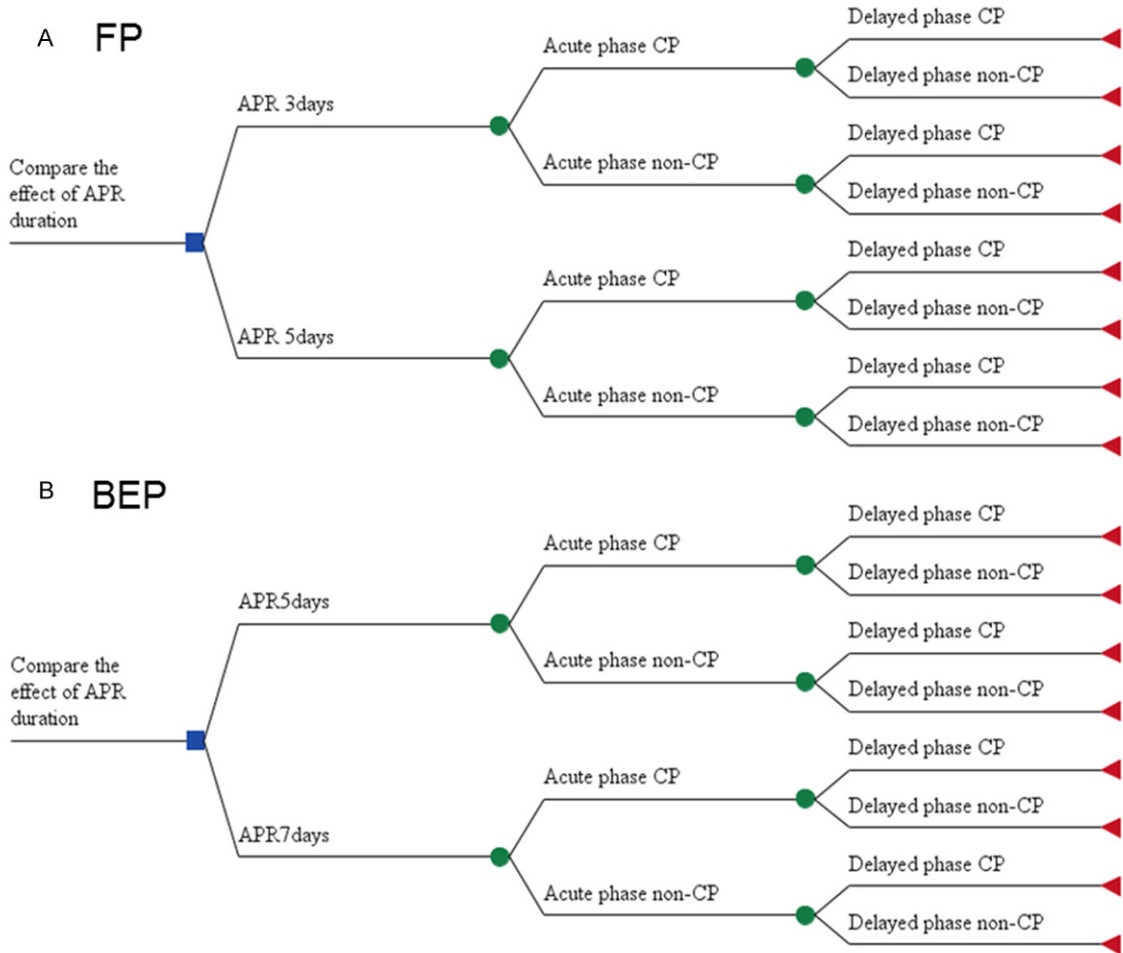 A FP
Compare the
effect of APR
duration
APR 3days
Acute phase CP
Delayed phase CP
Delayed phase non-CP
Acute phase non-CP
Delayed phase CP
Delayed phase non-CP
APR 5days
Acute phase CP
Delayed phase CP
Delayed phase non-CP
Acute phase non-CP
Delayed phase CP
Delayed phase non-CP
B BEP
Compare the
effect of APR
duration
APR5days
Acute phase CP
Delayed phase CP
Delayed phase non-CP
Acute phase non-CP
Delayed phase CP
Delayed phase non-CP
APR7days
Acute phase CP
Delayed phase CP
Delayed phase non-CP
Acute phase non-CP
Delayed phase CP
Delayed phase non-CP